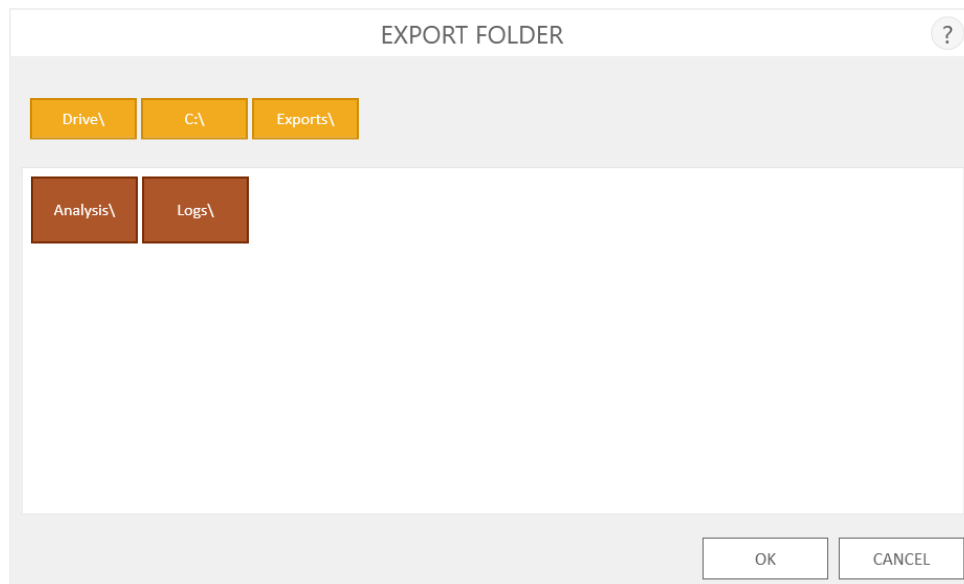 EXPORT FOLDER
?
Drive\ C:\ Exports\
Analysis\ Logs\
OK CANCEL